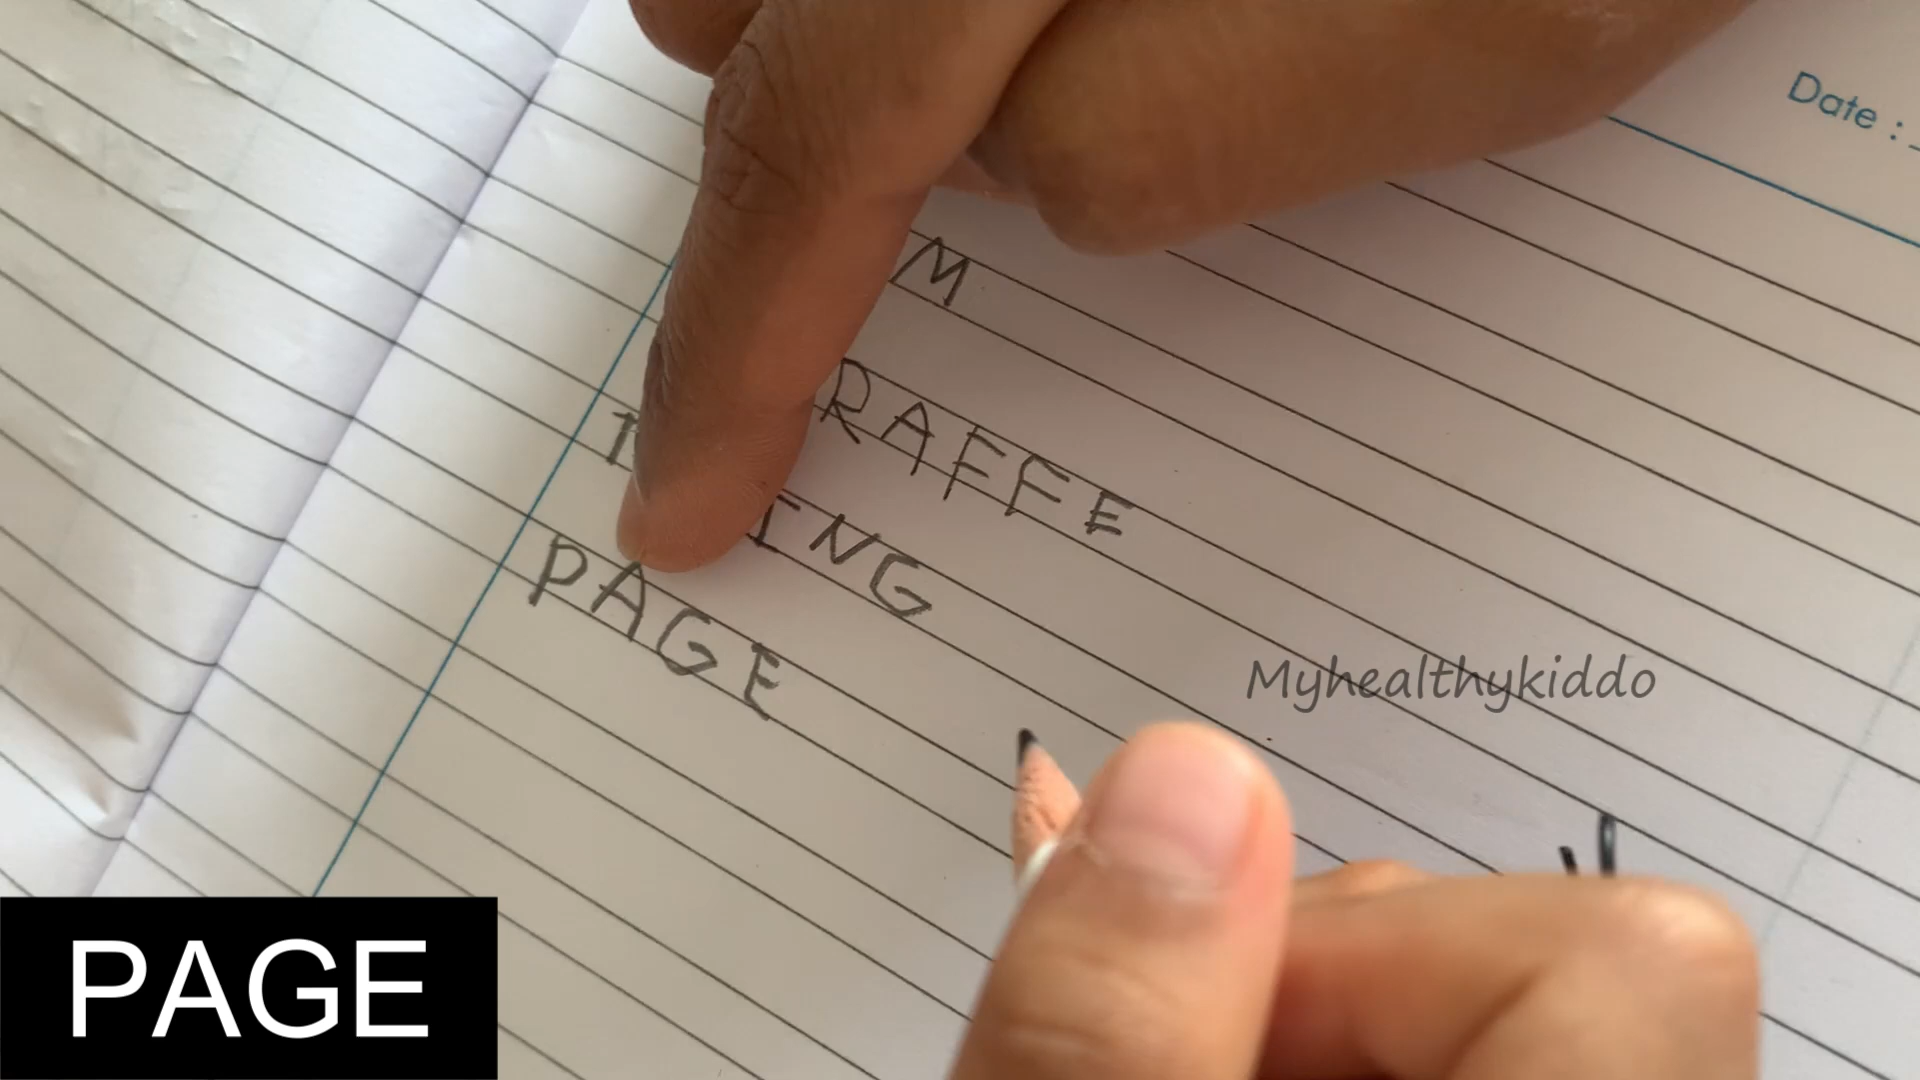 Date :
M
RAFFE
ING
PAGE
Myhealthykiddo
PAGE